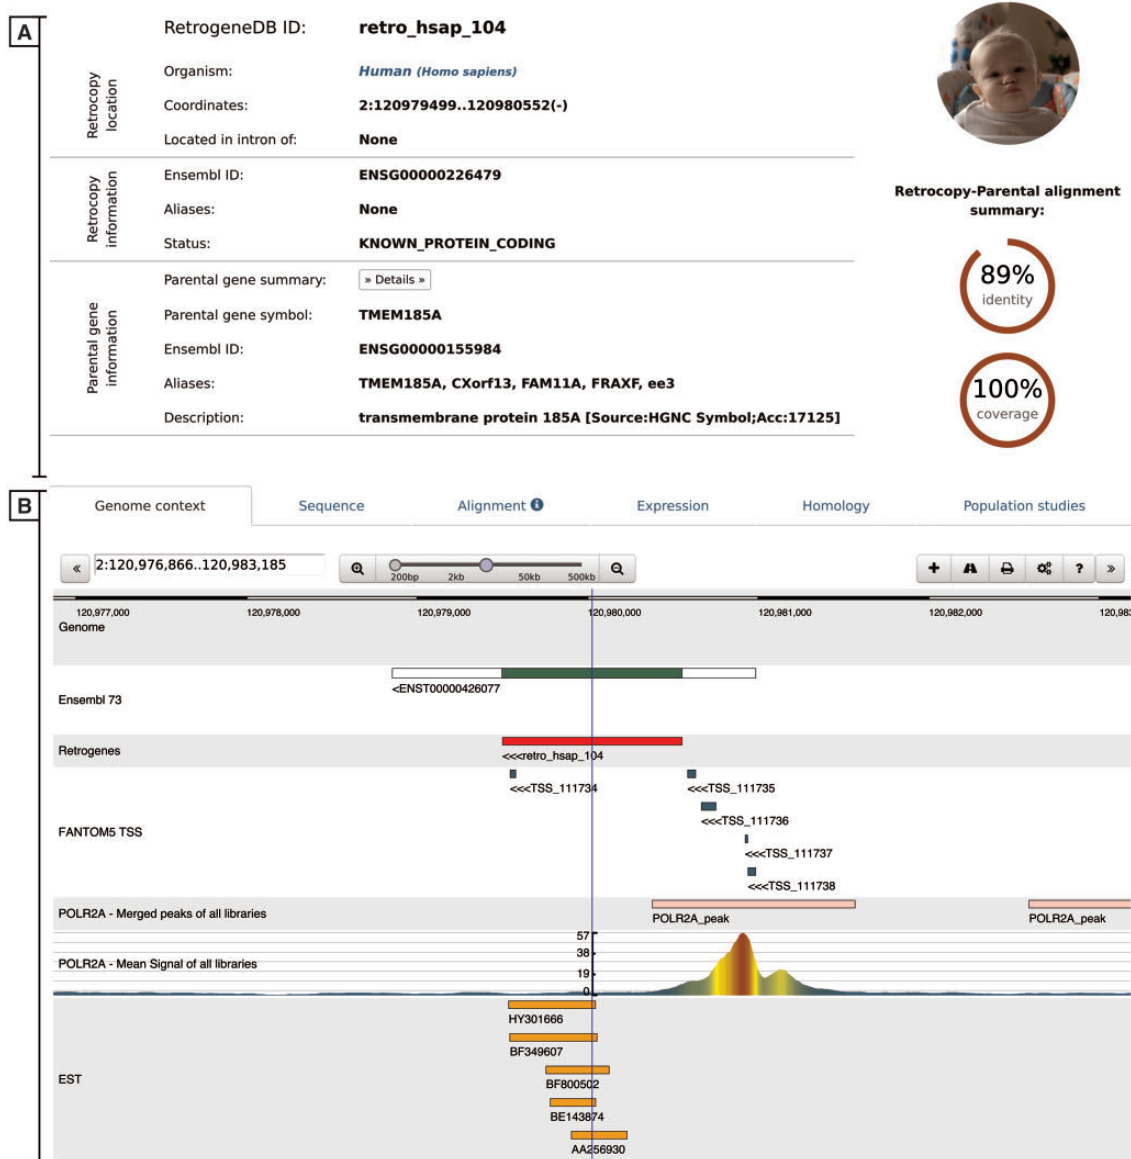 A
RetrogeneDB ID: retro_hsap_104
Retrocopy location
Organism: Human (Homo sapiens)
Coordinates: 2:120979499..120980552(-)
Located in intron of: None
Retrocopy information
Ensembl ID: ENSG00000226479
Aliases: None
Status: KNOWN_PROTEIN_CODING
Parental gene information
Parental gene summary: » Details »
Parental gene symbol: TMEM185A
Ensembl ID: ENSG00000155984
Aliases: TMEM185A, CXorf13, FAM11A, FRAXF, ee3
Description: transmembrane protein 185A [Source:HGNC Symbol;Acc:17125]
Retrocopy-Parental alignment
summary:
89%
identity
100%
coverage
B
Genome context Sequence Alignment Expression Homology Population studies
« 2:120,976,866..120,983,185 200bp 2kb 50kb 500kb + ? »
120,977,000 120,978,000 120,979,000 120,980,000 120,981,000 120,982,000 120,983
Genome
Ensembl 73
<ENST00000426077
Retrogenes
<<<retro_hsap_104
FANTOM5 TSS
<<<TSS_111734 <<<TSS_111735
<<<TSS_111736
<<<TSS_111737
<<<TSS_111738
POLR2A - Merged peaks of all libraries
POLR2A_peak POLR2A_peak
POLR2A - Mean Signal of all libraries
57
38
19
0
EST
HY301666
BF349607
BF800502
BE143874
AA256930